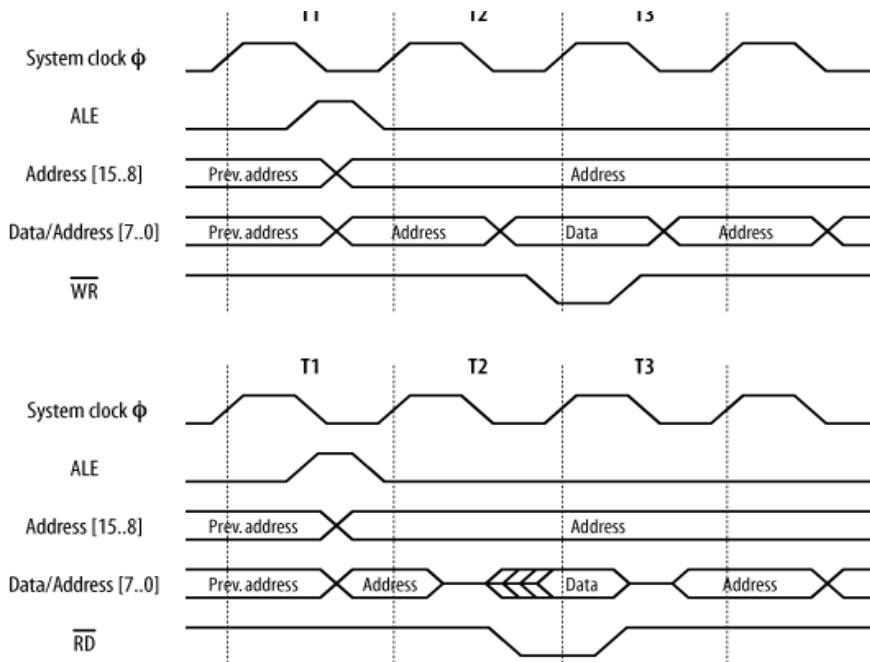 T1 T2 T3
System clock ϕ
ALE
Address [15..8] Prev. address Address
Data/Address [7..0] Prev. address Address Data Address
WR
T1 T2 T3
System clock ϕ
ALE
Address [15..8] Prev. address Address
Data/Address [7..0] Prev. address Address Data Address
RD